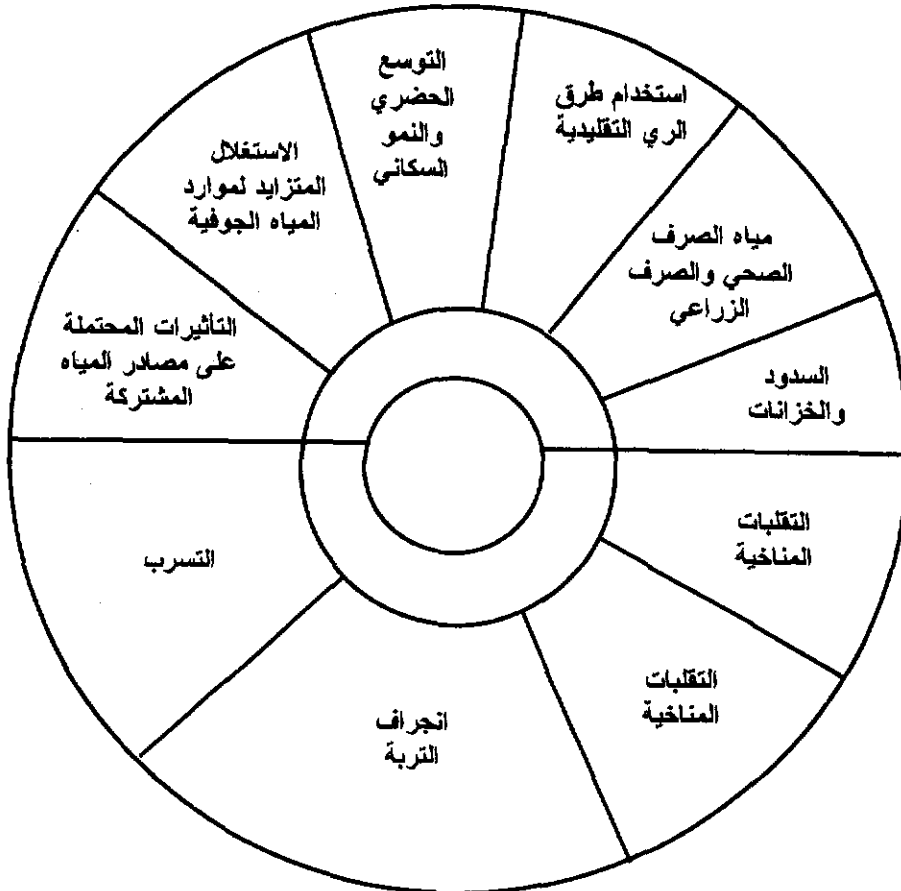 التوسع
الحضري
والنمو
السكاني
استخدام طرق
الري التقليدية
الاستغلال
المتزايد لموارد
المياه الجوفية
مياه الصرف
الصحي والصرف
الزراعي
التأثيرات المحتملة
على مصادر المياه
المشتركة
السدود
والخزانات
التسرب
التقلبات
المناخية
التقلبات
المناخية
انجراف
التربة